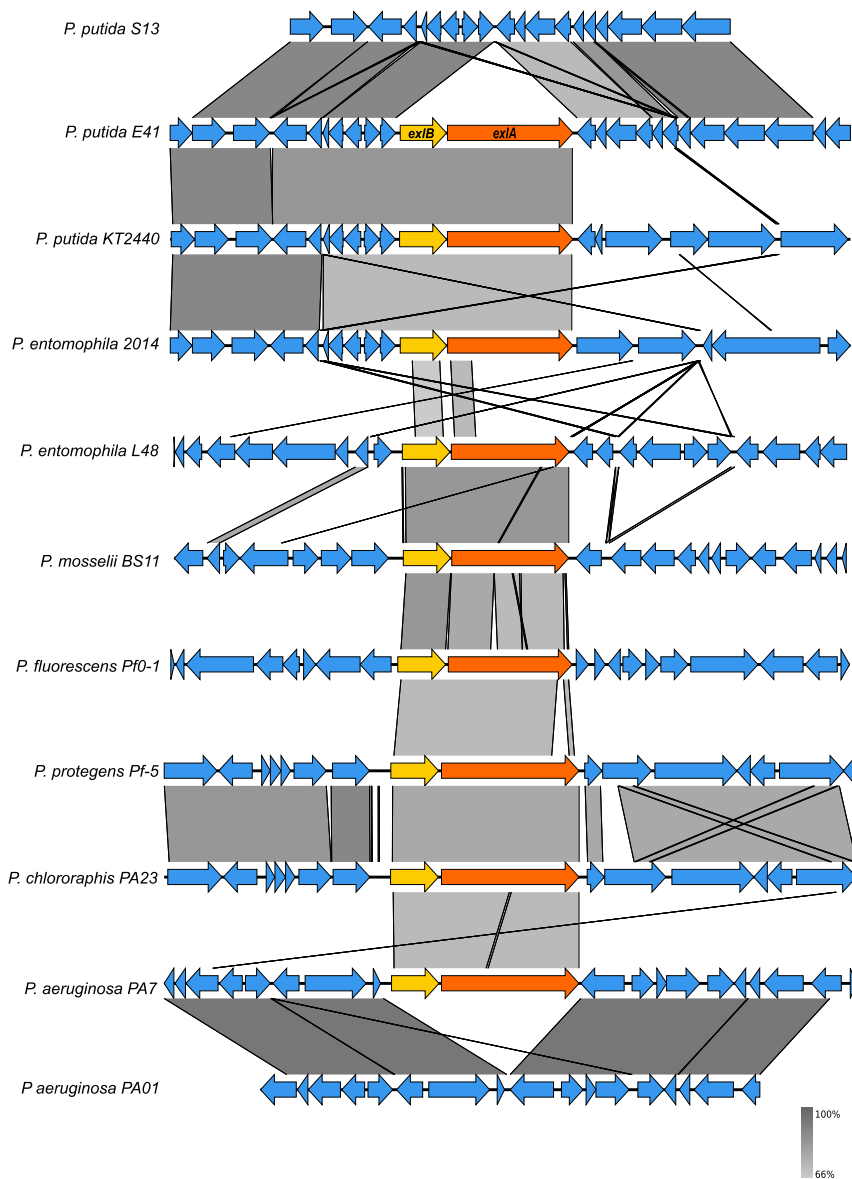 P. putida S13
P. putida E41
exlB
exlA
P. putida KT2440
P. entomophila 2014
P. entomophila L48
P. mosselii BS11
P. fluorescens Pf0-1
P. protegens Pf-5
P. chlororaphis PA23
P. aeruginosa PA7
P aeruginosa PA01
100%
66%